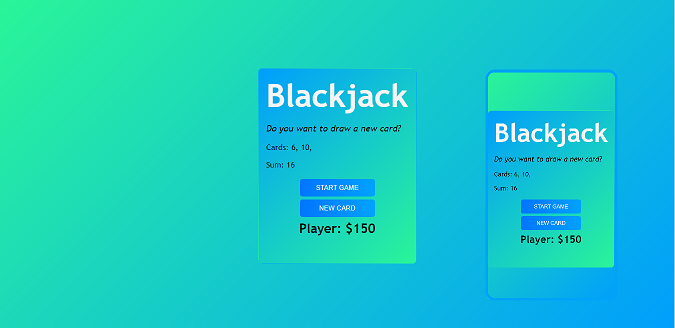 Blackjack
Do you want to draw a new card?
Cards: 6, 10,
Sum: 16
START GAME
NEW CARD
Player: $150
Blackjack
Do you want to draw a new card?
Cards: 6, 10,
Sum: 16
START GAME
NEW CARD
Player: $150